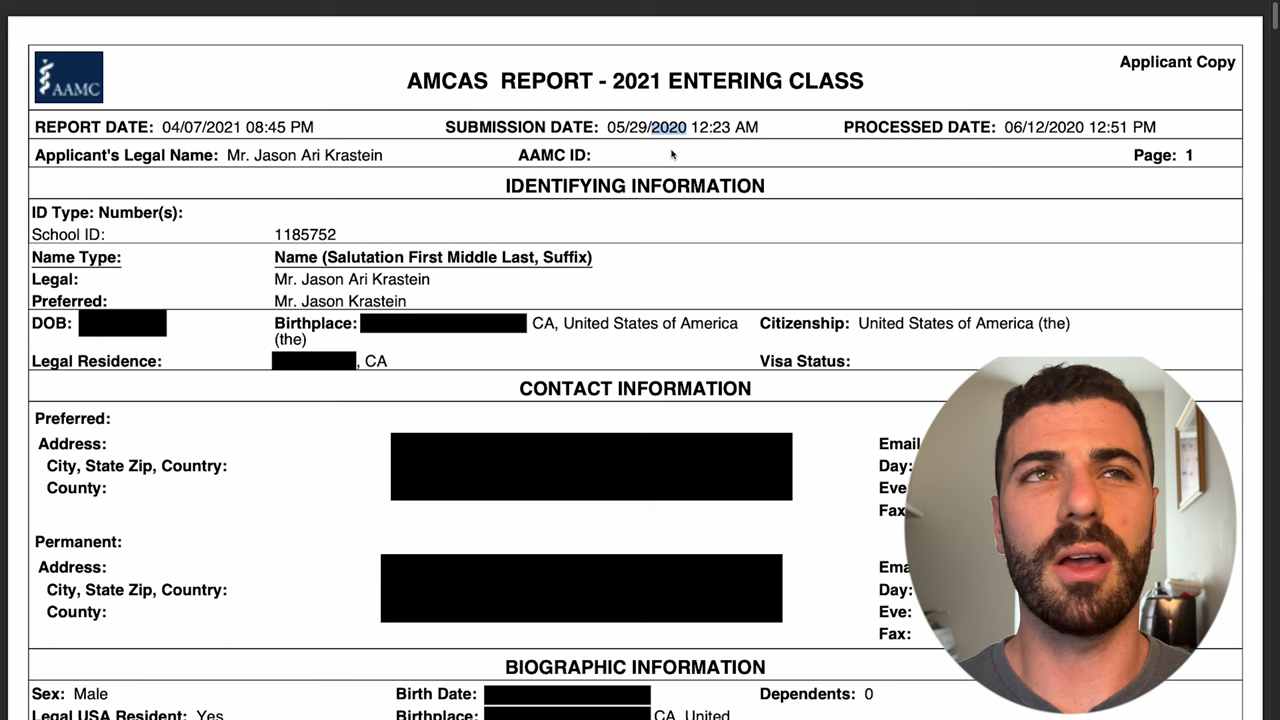 AAMC
AMCAS REPORT - 2021 ENTERING CLASS
Applicant Copy
REPORT DATE: 04/07/2021 08:45 PM SUBMISSION DATE: 05/29/2020 12:23 AM PROCESSED DATE: 06/12/2020 12:51 PM
Applicant's Legal Name: Mr. Jason Ari Krastein AAMC ID: Page: 1
IDENTIFYING INFORMATION
ID Type: Number(s):
School ID: 1185752
Name Type: Name (Salutation First Middle Last, Suffix)
Legal: Mr. Jason Ari Krastein
Preferred: Mr. Jason Krastein
DOB: Birthplace: CA, United States of America Citizenship: United States of America (the)
(the)
Legal Residence: , CA Visa Status:
CONTACT INFORMATION
Preferred:
Address: Email
City, State Zip, Country: Day:
County: Eve
Fax
Permanent:
Address: Ema
City, State Zip, Country: Day:
County: Eve:
Fax:
BIOGRAPHIC INFORMATION
Sex: Male Birth Date: Dependents: 0
Legal USA Resident: Yes Birthplace: CA, United